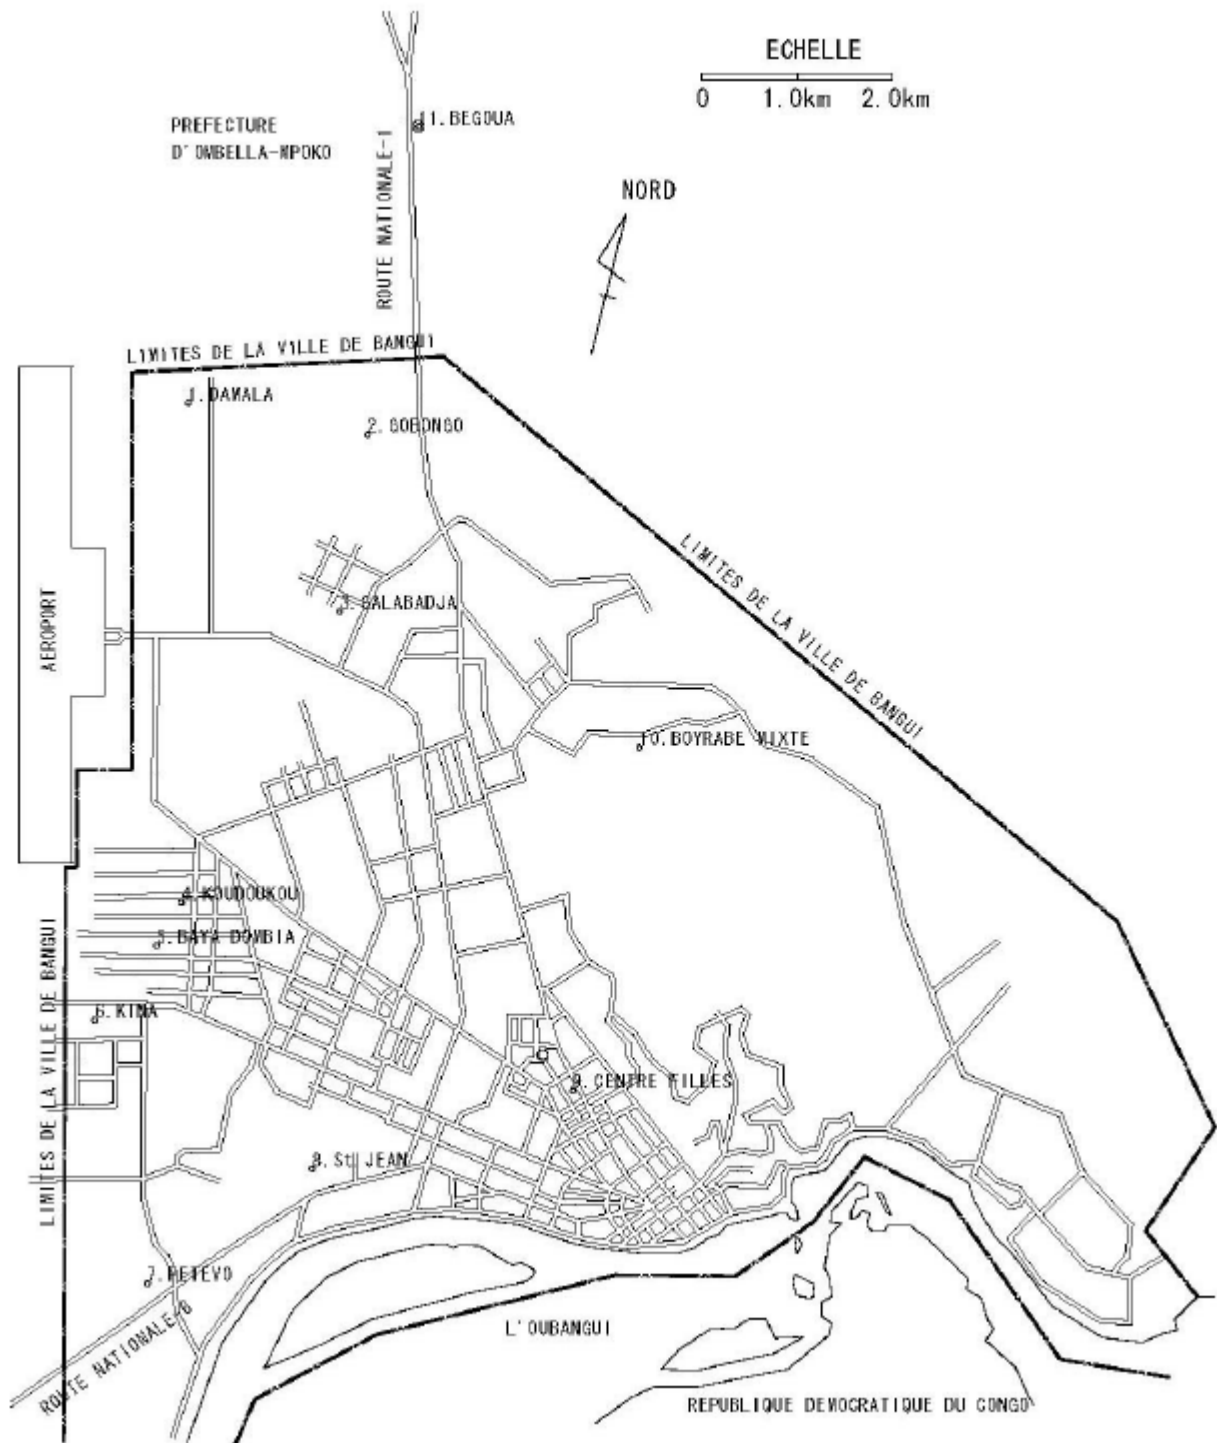 ECHELLE
0 1.0km 2.0km
11. BEGOUA
PREFECTURE
D'OMBELLA-MPOKO
ROUTE NATIONALE-1
NORD
LIMITES DE LA VILLE DE BANGUI
1. DAMALA
2. GOBONGO
LIMITES DE LA VILLE DE BANGUI
AEROPORT
3. GALABADJA
10. BOYRABE MIXTE
4. KOUDOUKOU
5. BAYA DOMBIA
6. KINA
LIMITES DE LA VILLE DE BANGUI
9. CENTRE FILLES
8. St JEAN
7. PETEVO
ROUTE NATIONALE-6
L'OUBANGUI
REPUBLIQUE DEMOCRATIQUE DU CONGO